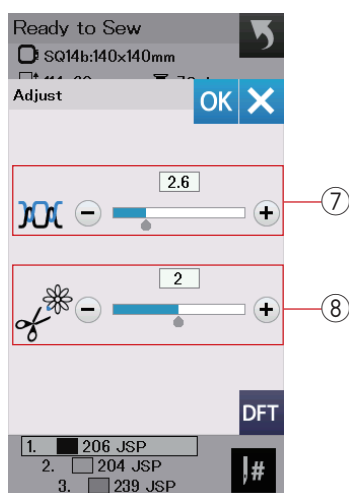 Ready to Sew
SQ14b:140x140mm
Adjust
OK
2.6
7
2
8
DFT
1. 206 JSP
2. 204 JSP
3. 239 JSP
#